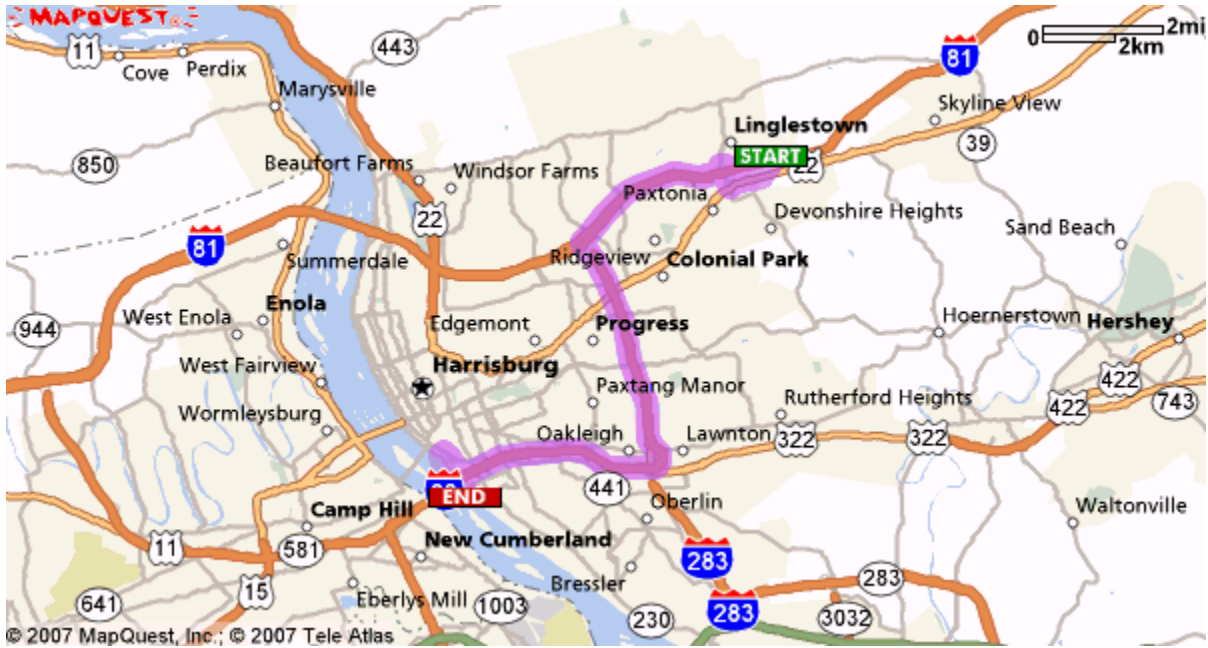 MAPQUEST
11
Cove
Perdix
443
81
0
2mi
2km
Marysville
Skyline View
Linglestown
START
39
850
Beaufort Farms
Windsor Farms
22
Paxtonia
22
Devonshire Heights
81
Summerdale
Ridgeview
Colonial Park
Sand Beach
Enola
944
West Enola
Edgemont
Progress
Hoernerstown
Hershey
West Fairview
Harrisburg
Paxtang Manor
422
Rutherford Heights
422
743
Wormleysburg
Oakleigh
Lawnton
322
322
END
441
Oberlin
Camp Hill
Waltonville
11
581
New Cumberland
283
Bressler
283
15
641
Eberlys Mill
1003
230
283
3032
© 2007 MapQuest, Inc.; © 2007 Tele Atlas